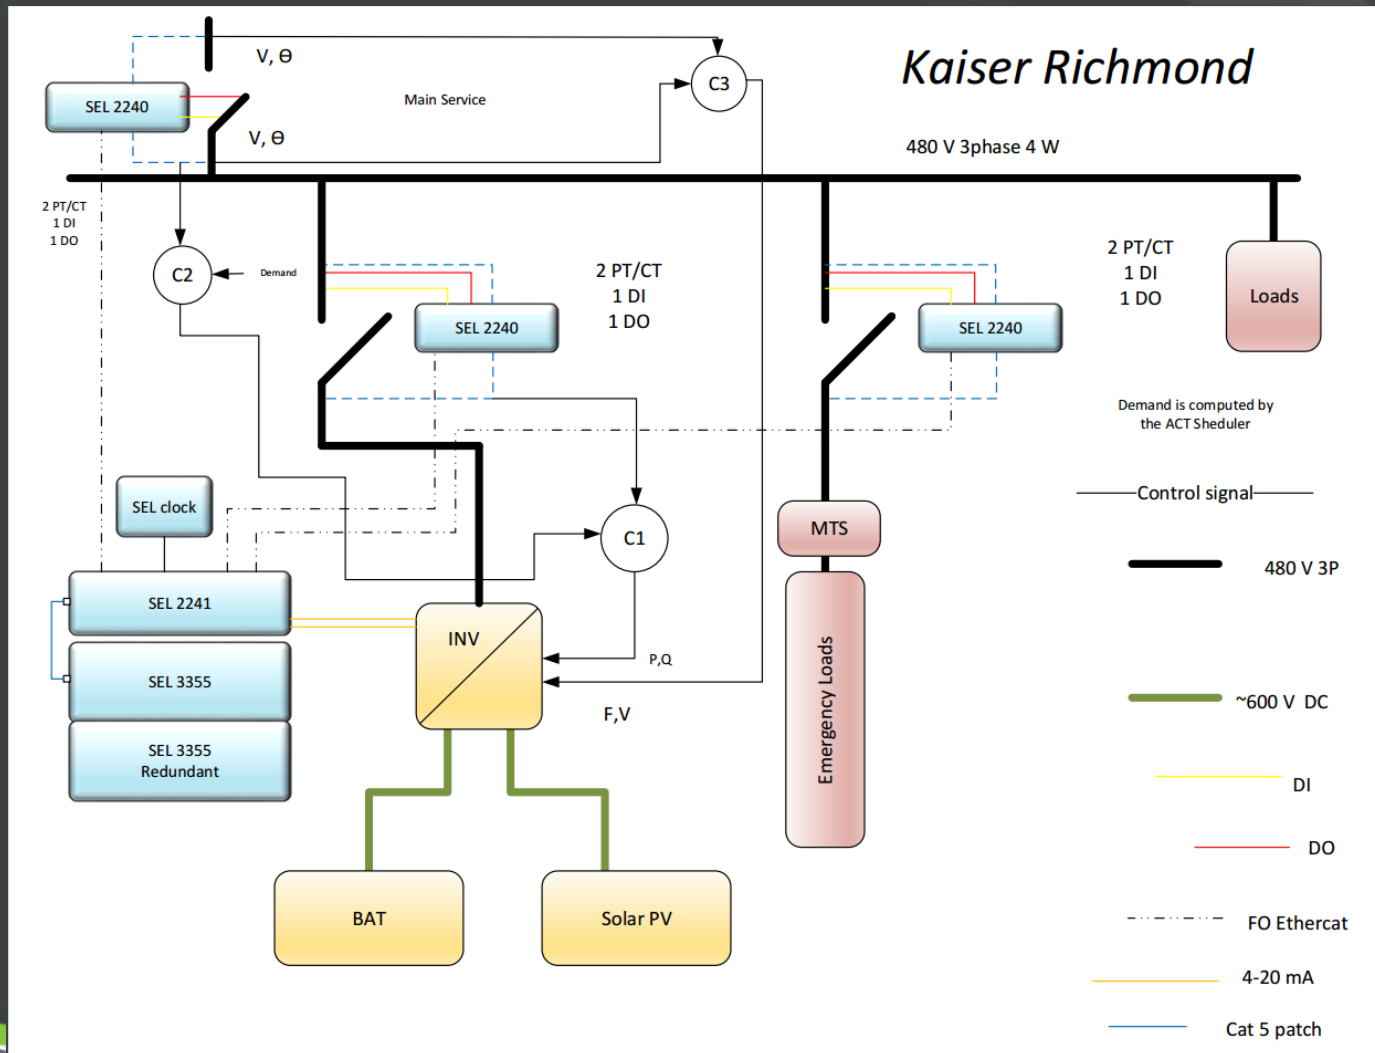 Kaiser Richmond
V, Ө
C3
SEL 2240
Main Service
V, Ө
480 V 3phase 4 W
2 PT/CT
1 DI
1 DO
C2
Demand
2 PT/CT
1 DI
1 DO
2 PT/CT
1 DI
1 DO
Loads
SEL 2240
SEL 2240
Demand is computed by
the ACT Sheduler
SEL clock
Control signal
C1
MTS
480 V 3P
SEL 2241
INV
P,Q
SEL 3355
F,V
Emergency Loads
~600 V DC
SEL 3355
Redundant
DI
DO
BAT
Solar PV
FO Ethercat
4-20 mA
Cat 5 patch